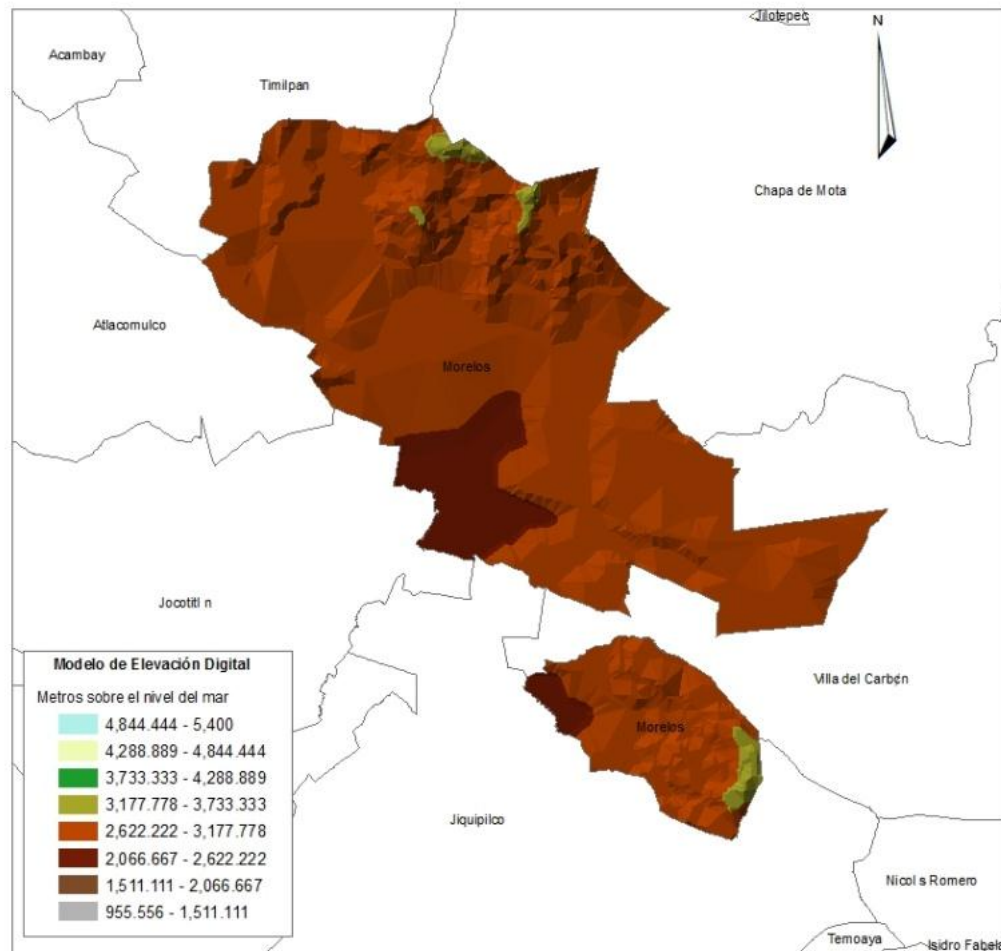 Jilotepec
Acambay
N
Timilpan
Chapa de Mota
Atlacomulco
Morelos
Jocotitl n
Villa del Carbón
Morelos
Jiquipilco
Nicol s Romero
Temoaya
Isidro Fabela
Modelo de Elevación Digital
Metros sobre el nivel del mar
4,844.444 - 5,400
4,288.889 - 4,844.444
3,733.333 - 4,288.889
3,177.778 - 3,733.333
2,622.222 - 3,177.778
2,066.667 - 2,622.222
1,511.111 - 2,066.667
955.556 - 1,511.111